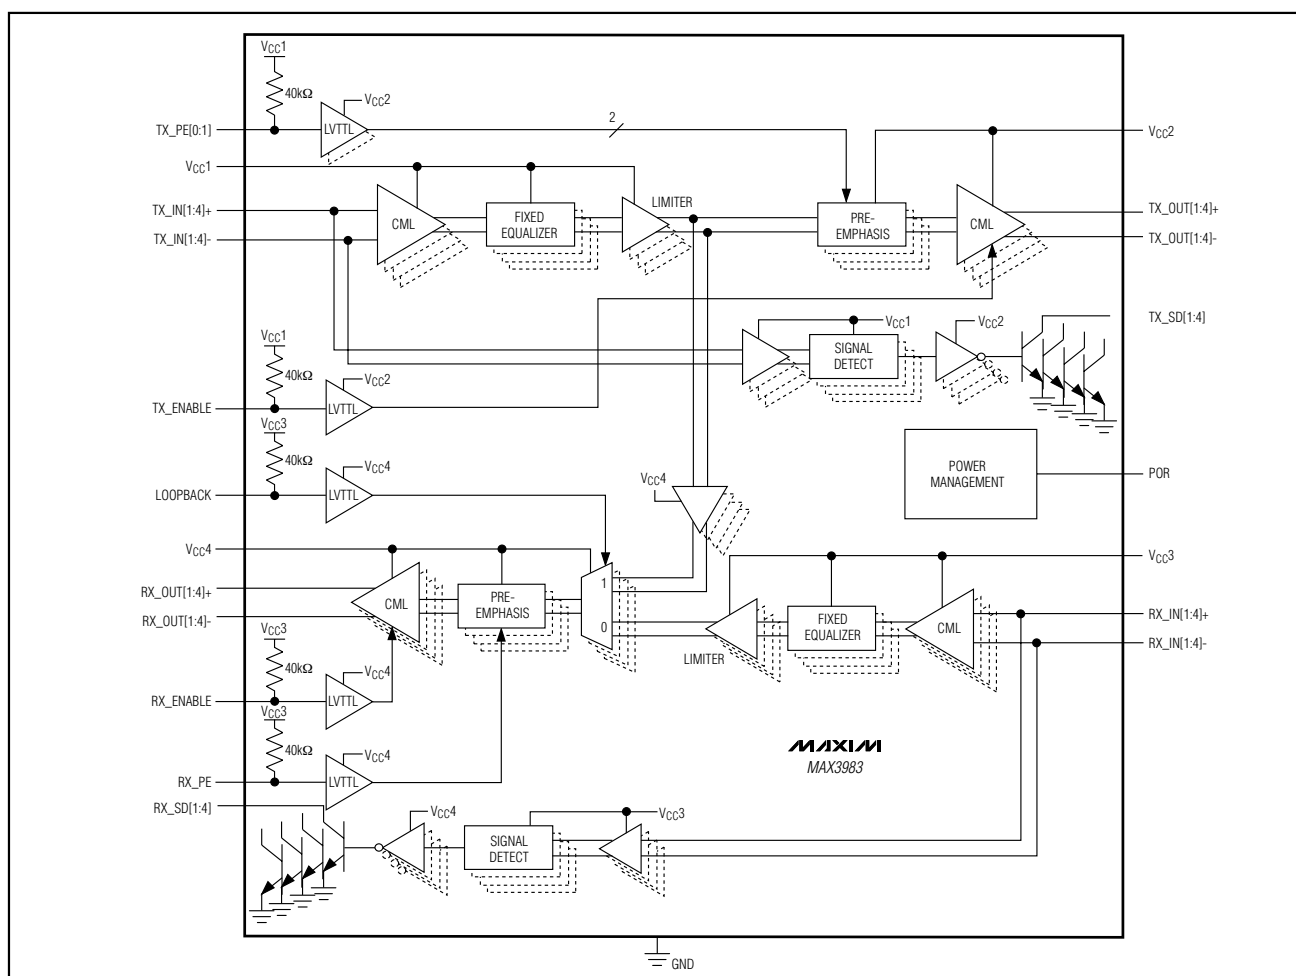 VCC1
40kΩ
VCC2
TX_PE[0:1]
LVTTL
2
VCC2
VCC1
LIMITER
TX_IN[1:4]+
TX_IN[1:4]-
CML
FIXED
EQUALIZER
PRE-
EMPHASIS
CML
TX_OUT[1:4]+
TX_OUT[1:4]-
VCC1
VCC1
VCC2
TX_SD[1:4]
SIGNAL
DETECT
40kΩ
VCC2
TX_ENABLE
LVTTL
VCC3
40kΩ
VCC4
LOOPBACK
LVTTL
VCC4
POWER
MANAGEMENT
POR
VCC4
VCC3
RX_OUT[1:4]+
RX_OUT[1:4]-
CML
PRE-
EMPHASIS
1
0
LIMITER
FIXED
EQUALIZER
CML
RX_IN[1:4]+
RX_IN[1:4]-
VCC3
40kΩ
VCC4
RX_ENABLE
LVTTL
VCC3
40kΩ
VCC4
RX_PE
LVTTL
MAXIM
MAX3983
RX_SD[1:4]
VCC4
SIGNAL
DETECT
VCC3
GND